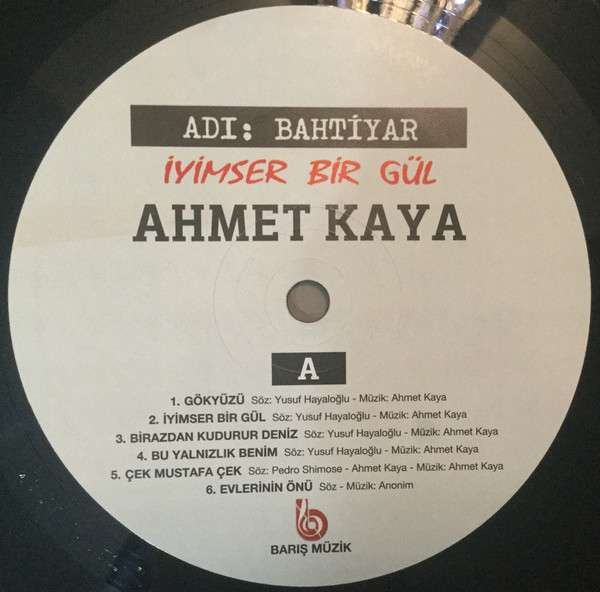 ADI: BAHTİYAR
İYİMSER BİR GÜL
AHMET KAYA
A
1. GÖKYÜZÜ Söz: Yusuf Hayaloğlu - Müzik: Ahmet Kaya
2. İYİMSER BİR GÜL Söz: Yusuf Hayaloğlu - Müzik: Ahmet Kaya
3. BİRAZDAN KUDURUR DENİZ Söz: Yusuf Hayaloğlu - Müzik: Ahmet Kaya
4. BU YALNIZLIK BENİM Söz: Yusuf Hayaloğlu - Müzik: Ahmet Kaya
5. ÇEK MUSTAFA ÇEK Söz: Pedro Shimose - Ahmet Kaya - Müzik: Ahmet Kaya
6. EVLERİNİN ÖNÜ Söz - Müzik: Anonim
BARIŞ MÜZİK